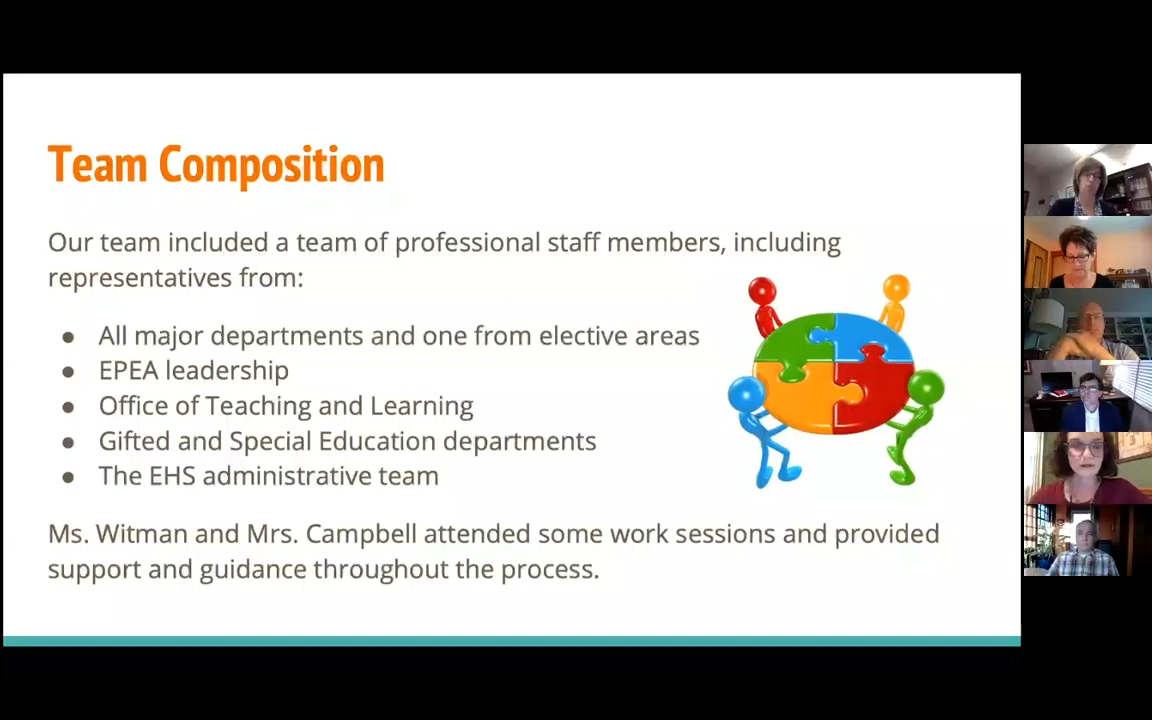 Team Composition
Our team included a team of professional staff members, including
representatives from:
● All major departments and one from elective areas
● EPEA leadership
● Office of Teaching and Learning
● Gifted and Special Education departments
● The EHS administrative team
Ms. Witman and Mrs. Campbell attended some work sessions and provided
support and guidance throughout the process.